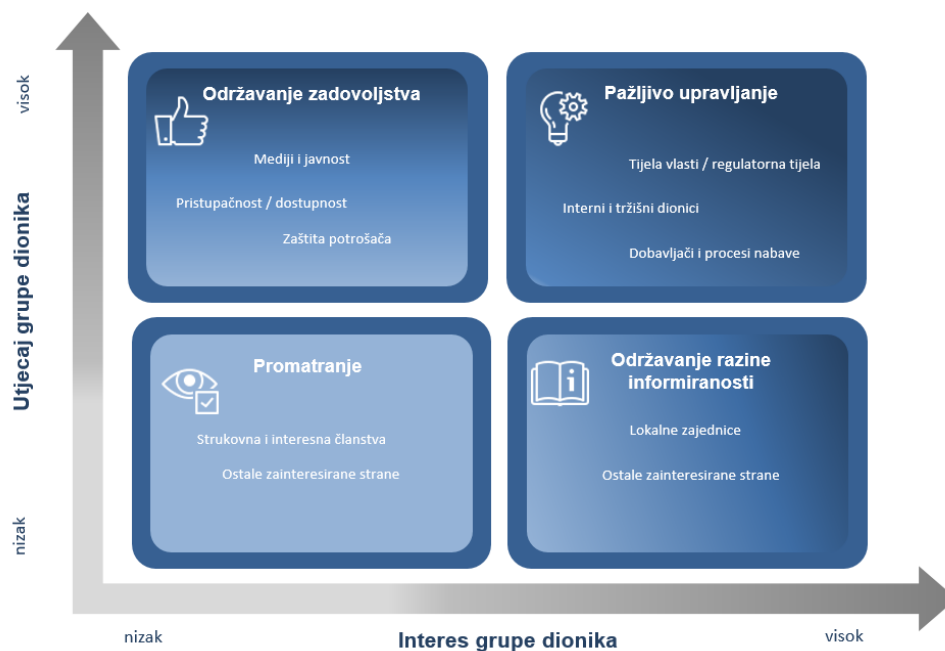 visok
Utjecaj grupe dionika
nizak
Održavanje zadovoljstva
Mediji i javnost
Pristupačnost / dostupnost
Zaštita potrošača
Pažljivo upravljanje
Tijela vlasti / regulatorna tijela
Interni i tržišni dionici
Dobavljači i procesi nabave
Promatranje
Strukovna i interesna članstva
Ostale zainteresirane strane
Održavanje razine
informiranosti
Lokalne zajednice
Ostale zainteresirane strane
nizak
Interes grupe dionika
visok